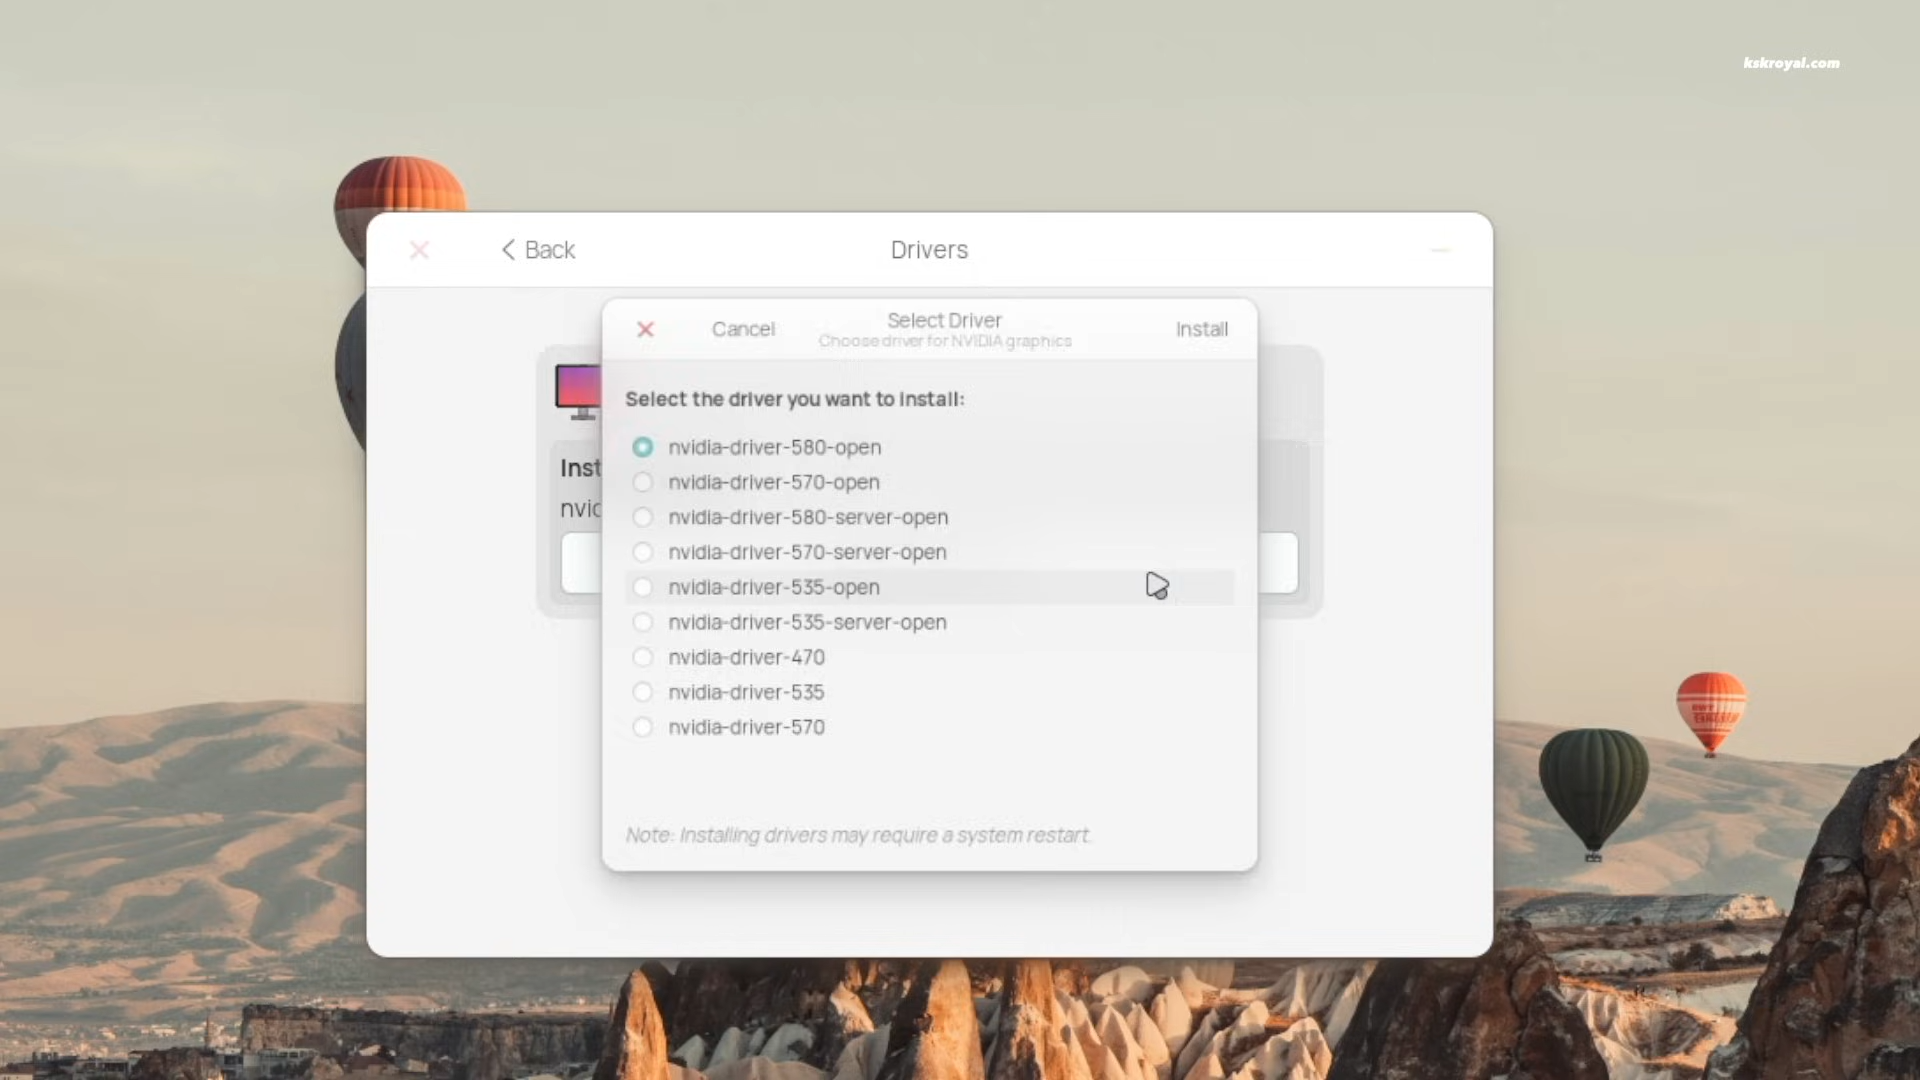 kskroyal.com
Back
Drivers
Cancel
Select Driver
Choose driver for NVIDIA graphics
Install
Select the driver you want to install:
nvidia-driver-580-open
nvidia-driver-570-open
nvidia-driver-580-server-open
nvidia-driver-570-server-open
nvidia-driver-535-open
nvidia-driver-535-server-open
nvidia-driver-470
nvidia-driver-535
nvidia-driver-570
Note: Installing drivers may require a system restart.